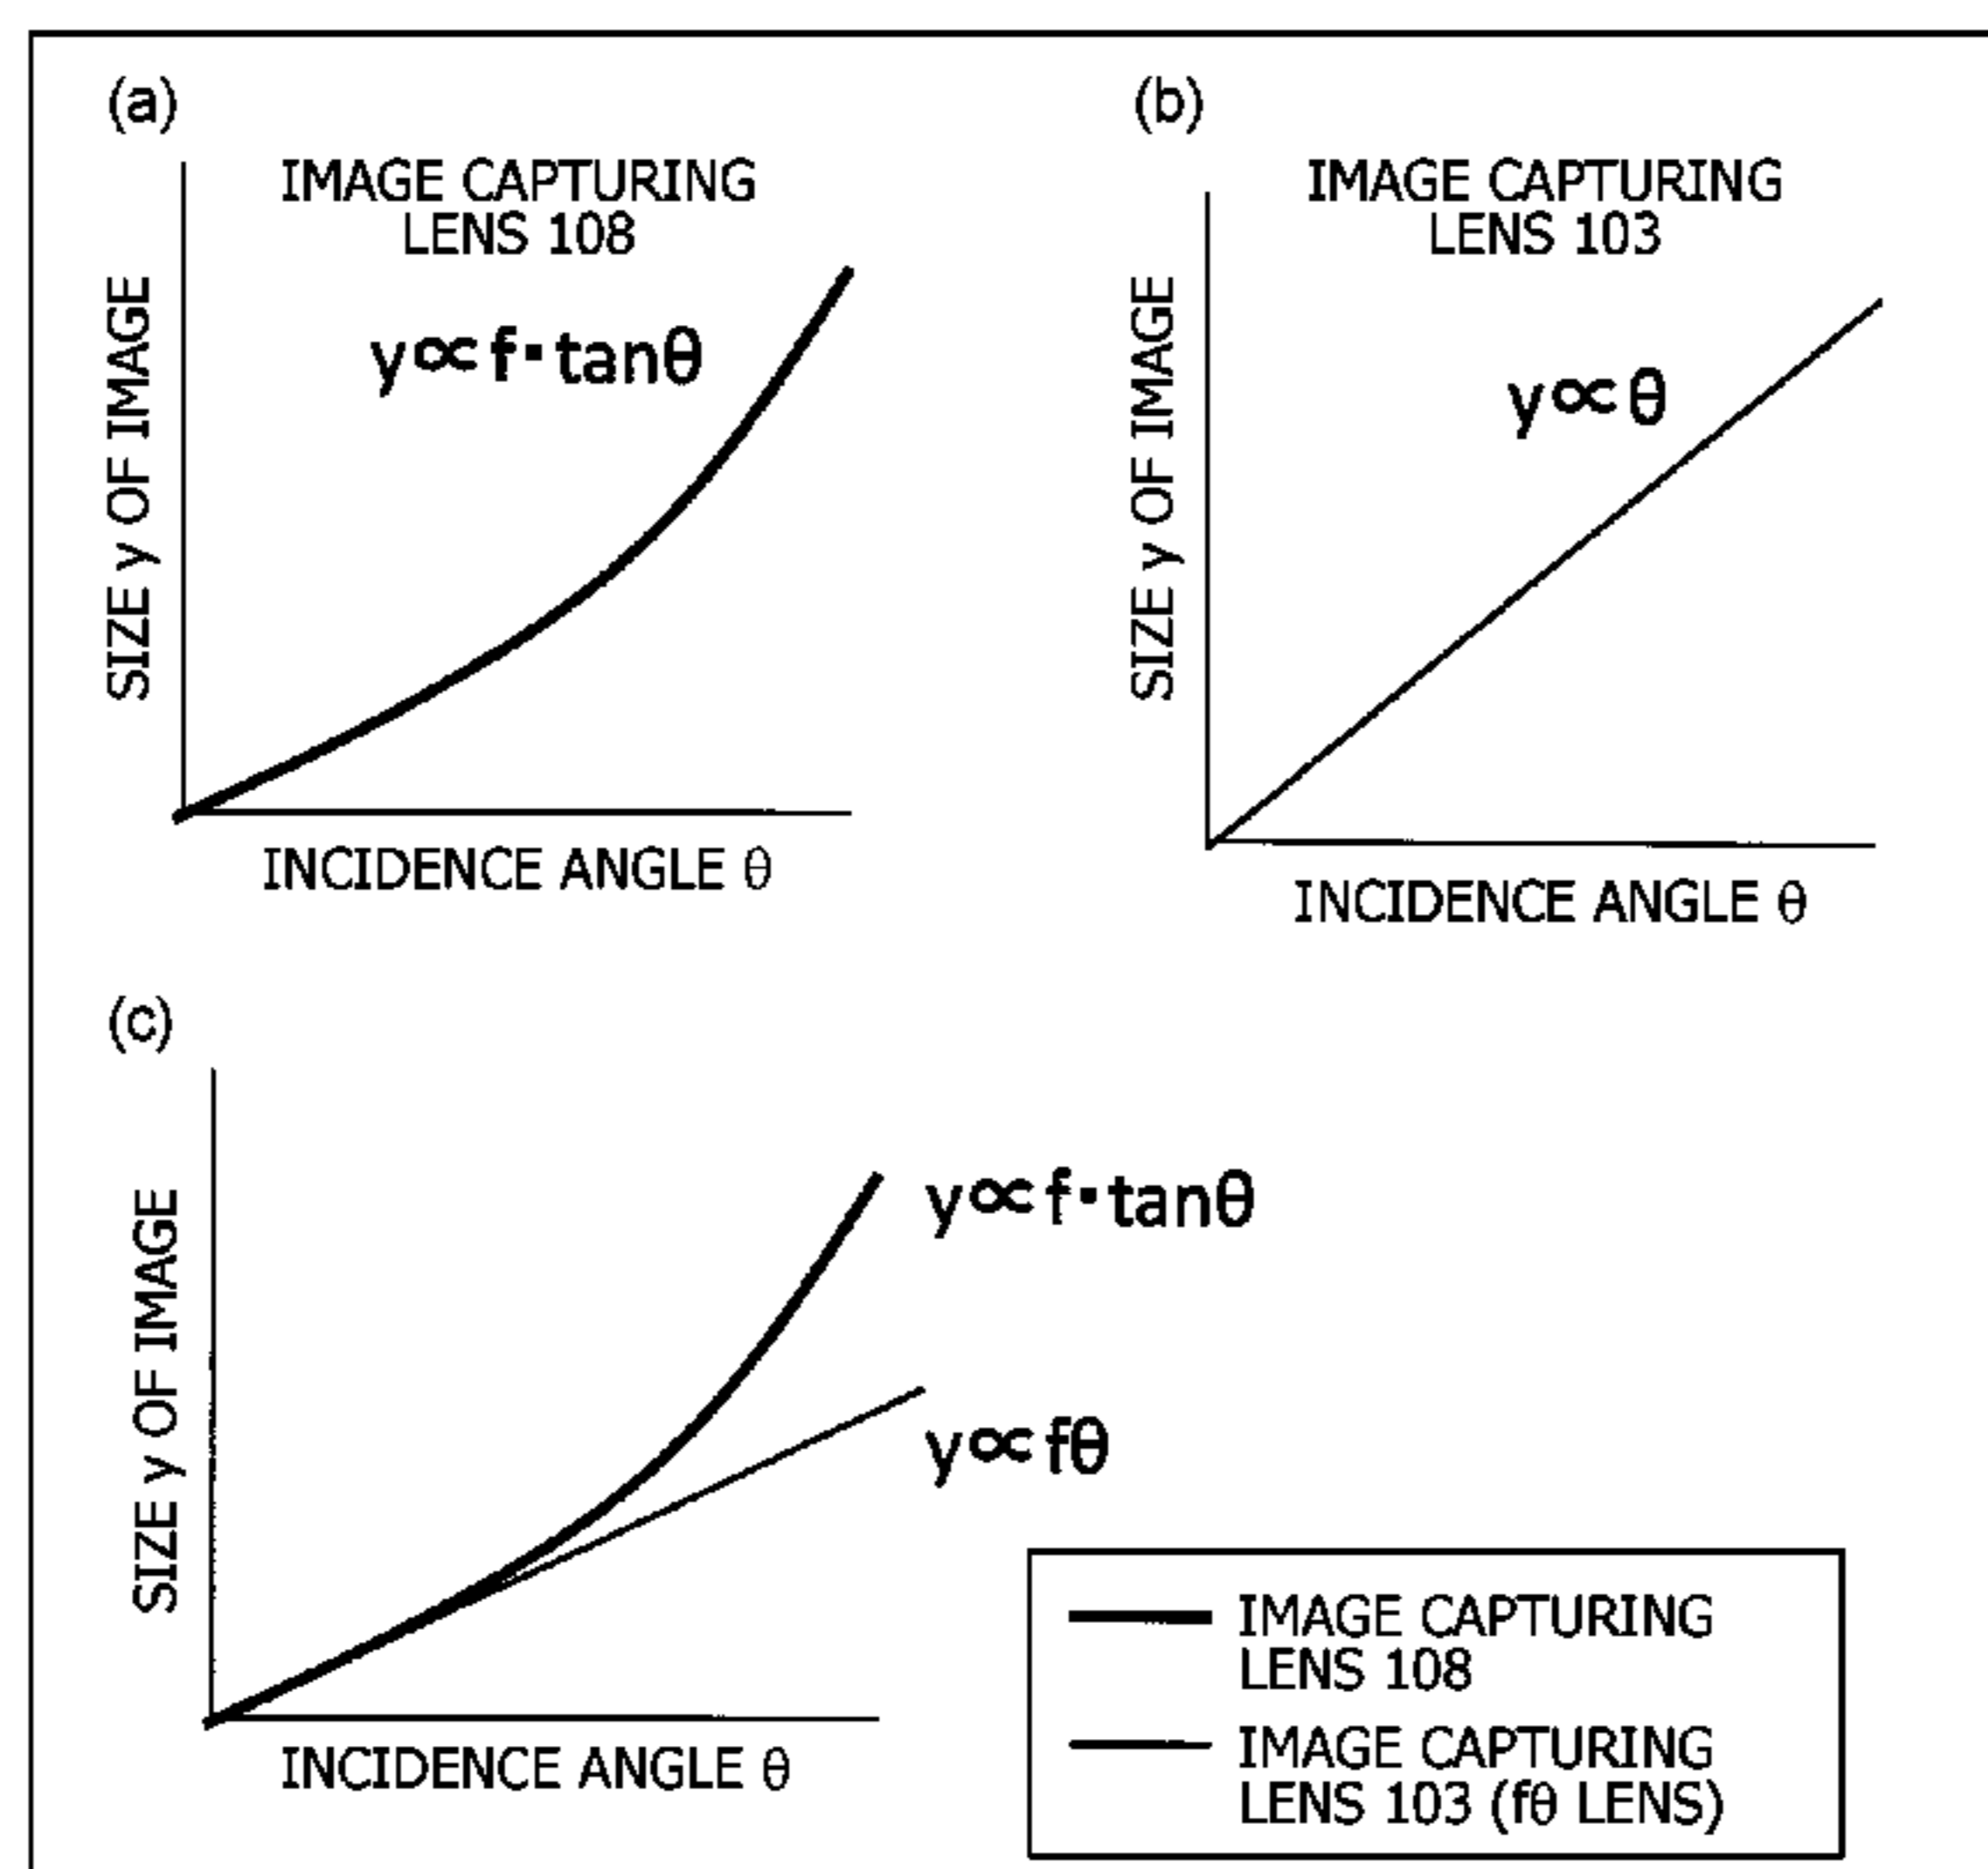 (a)
IMAGE CAPTURING
LENS 108
y∝f·tanθ
SIZE y OF IMAGE
INCIDENCE ANGLE θ
(b)
IMAGE CAPTURING
LENS 103
y∝θ
SIZE y OF IMAGE
INCIDENCE ANGLE θ
(c)
y∝f·tanθ
y∝fθ
SIZE y OF IMAGE
INCIDENCE ANGLE θ
IMAGE CAPTURING
LENS 108
IMAGE CAPTURING
LENS 103 (fθ LENS)